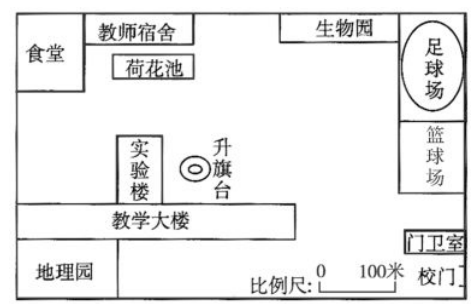 食堂
教师宿舍
生物园
足球场
荷花池
篮球场
实验楼
升旗台
教学大楼
门卫室
地理园
比例尺:
0 100米
校门